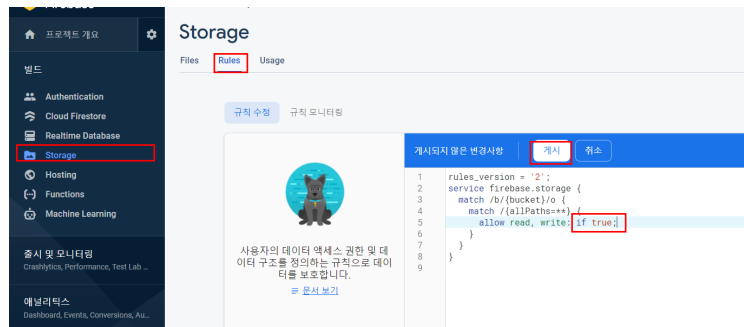 프로젝트 개요
빌드
Authentication
Cloud Firestore
Realtime Database
Storage
Hosting
Functions
Machine Learning
출시 및 모니터링
Crashlytics, Performance, Test Lab ...
애널리틱스
Dashboard, Events, Conversions, Au...
Storage
Files Rules Usage
규칙 수정 규칙 모니터링
사용자의 데이터 액세스 권한 및 데
이터 구조를 정의하는 규칙으로 데이
터를 보호합니다.
문서 보기
게시되지 않은 변경사항 게시 취소
1 rules_version = '2';
2 service firebase.storage {
3 match /b/{bucket}/o {
4 match /{allPaths=**} {
5 allow read, write: if true;
6 }
7 }
8 }
9